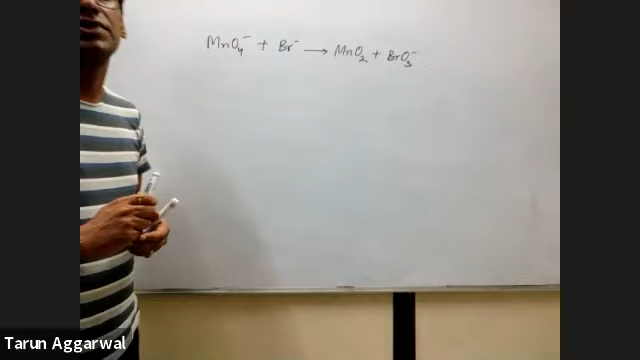 MnO₄⁻ + Br⁻ → MnO₂ + BrO₃⁻
Tarun Aggarwal